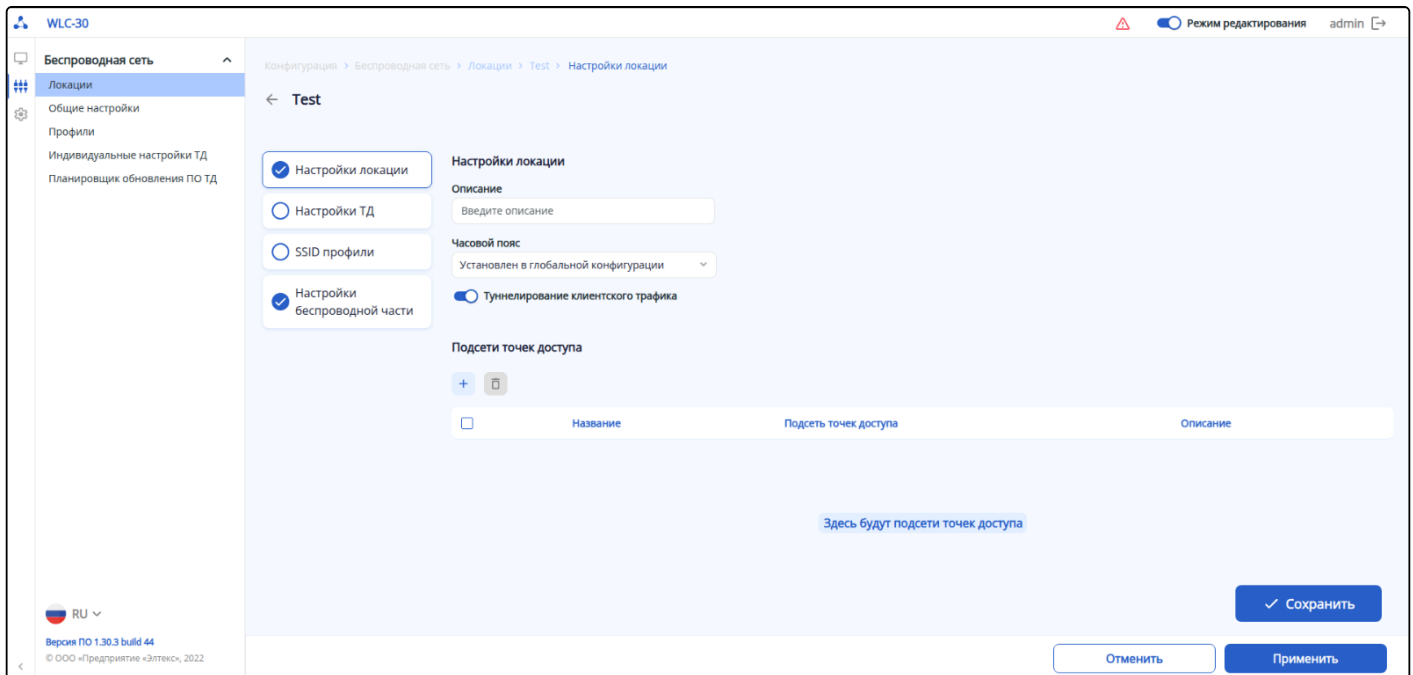 WLC-30
Режим редактирования
admin
Беспроводная сеть
Локации
Общие настройки
Профили
Индивидуальные настройки ТД
Планировщик обновления ПО ТД
Конфигурация > Беспроводная сеть > Локации > Test > Настройки локации
Test
Настройки локации
Настройки ТД
SSID профили
Настройки
беспроводной части
Настройки локации
Описание
Введите описание
Часовой пояс
Установлен в глобальной конфигурации
Туннелирование клиентского трафика
Подсети точек доступа
Название
Подсеть точек доступа
Описание
Здесь будут подсети точек доступа
Сохранить
RU
Версия ПО 1.30.3 build 44
© ООО «Предприятие «Элтекс», 2022
Отменить
Применить